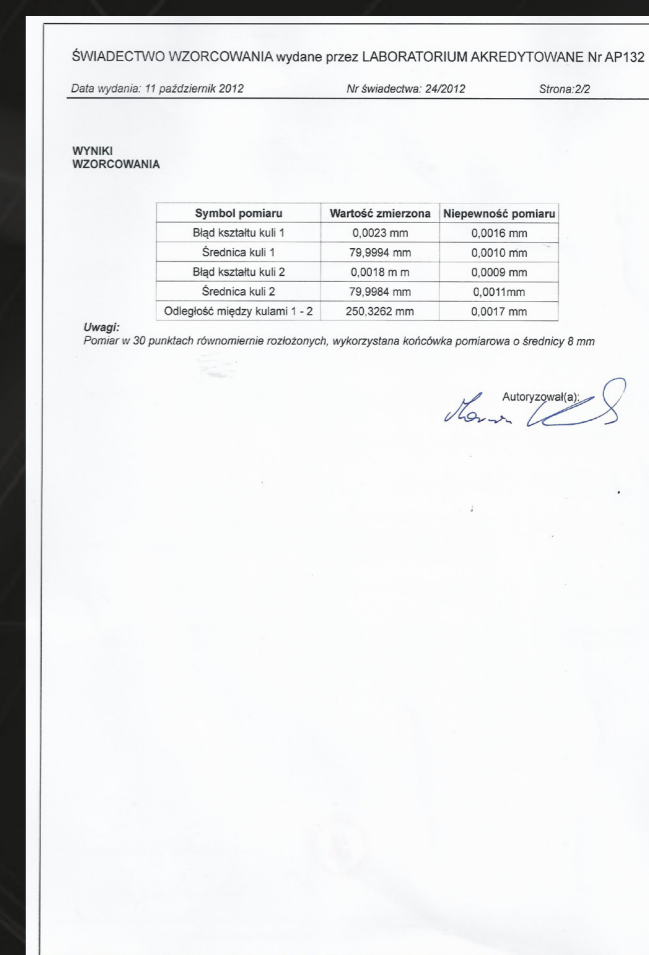 ŚWIADECTWO WZORCOWANIA wydane przez LABORATORIUM AKREDYTOWANE Nr AP132
Data wydania: 11 październik 2012 Nr świadectwa: 24/2012 Strona:2/2
WYNIKI
WZORCOWANIA
Symbol pomiaru Wartość zmierzona Niepewność pomiaru
Błąd kształtu kuli 1 0,0023 mm 0,0016 mm
Średnica kuli 1 79,9994 mm 0,0010 mm
Błąd kształtu kuli 2 0,0018 m m 0,0009 mm
Średnica kuli 2 79,9984 mm 0,0011mm
Odległość między kulami 1 - 2 250,3262 mm 0,0017 mm
Uwagi:
Pomiar w 30 punktach równomiernie rozłożonych, wykorzystana końcówka pomiarowa o średnicy 8 mm
Autoryzował(a):